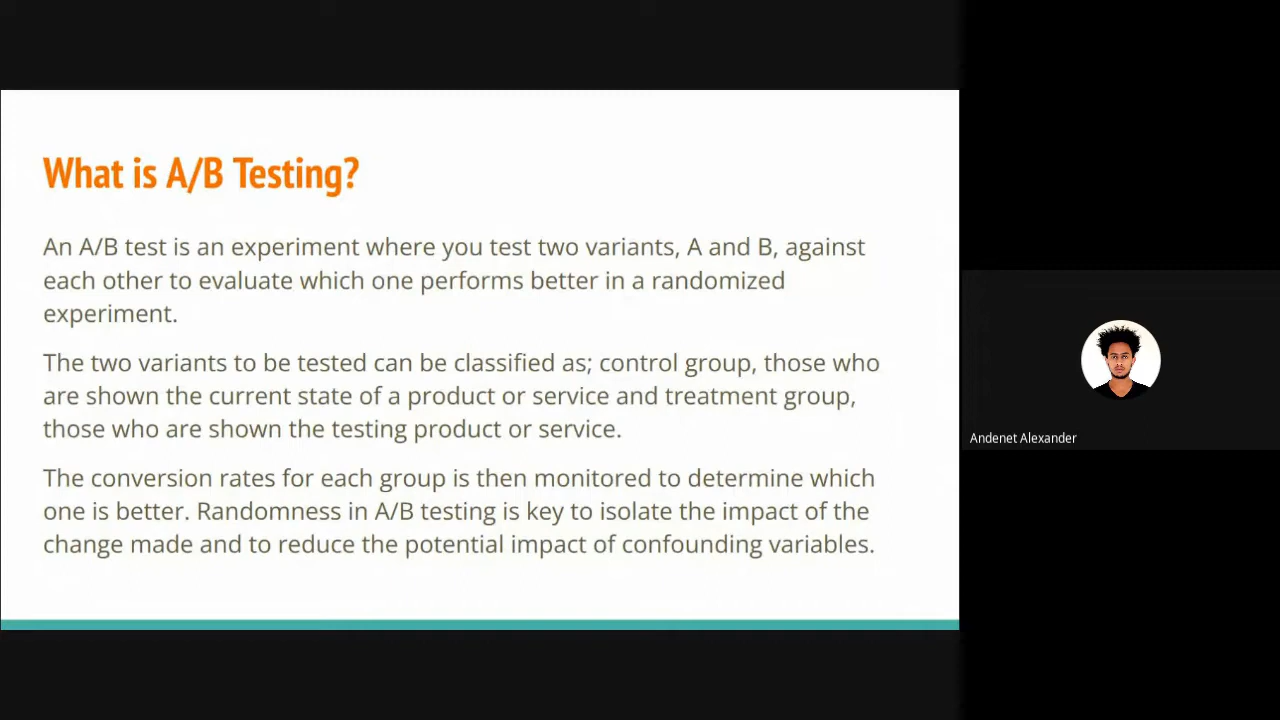 What is A/B Testing?
An A/B test is an experiment where you test two variants, A and B, against
each other to evaluate which one performs better in a randomized
experiment.
The two variants to be tested can be classified as; control group, those who
are shown the current state of a product or service and treatment group,
those who are shown the testing product or service.
The conversion rates for each group is then monitored to determine which
one is better. Randomness in A/B testing is key to isolate the impact of the
change made and to reduce the potential impact of confounding variables.
Andenet Alexander